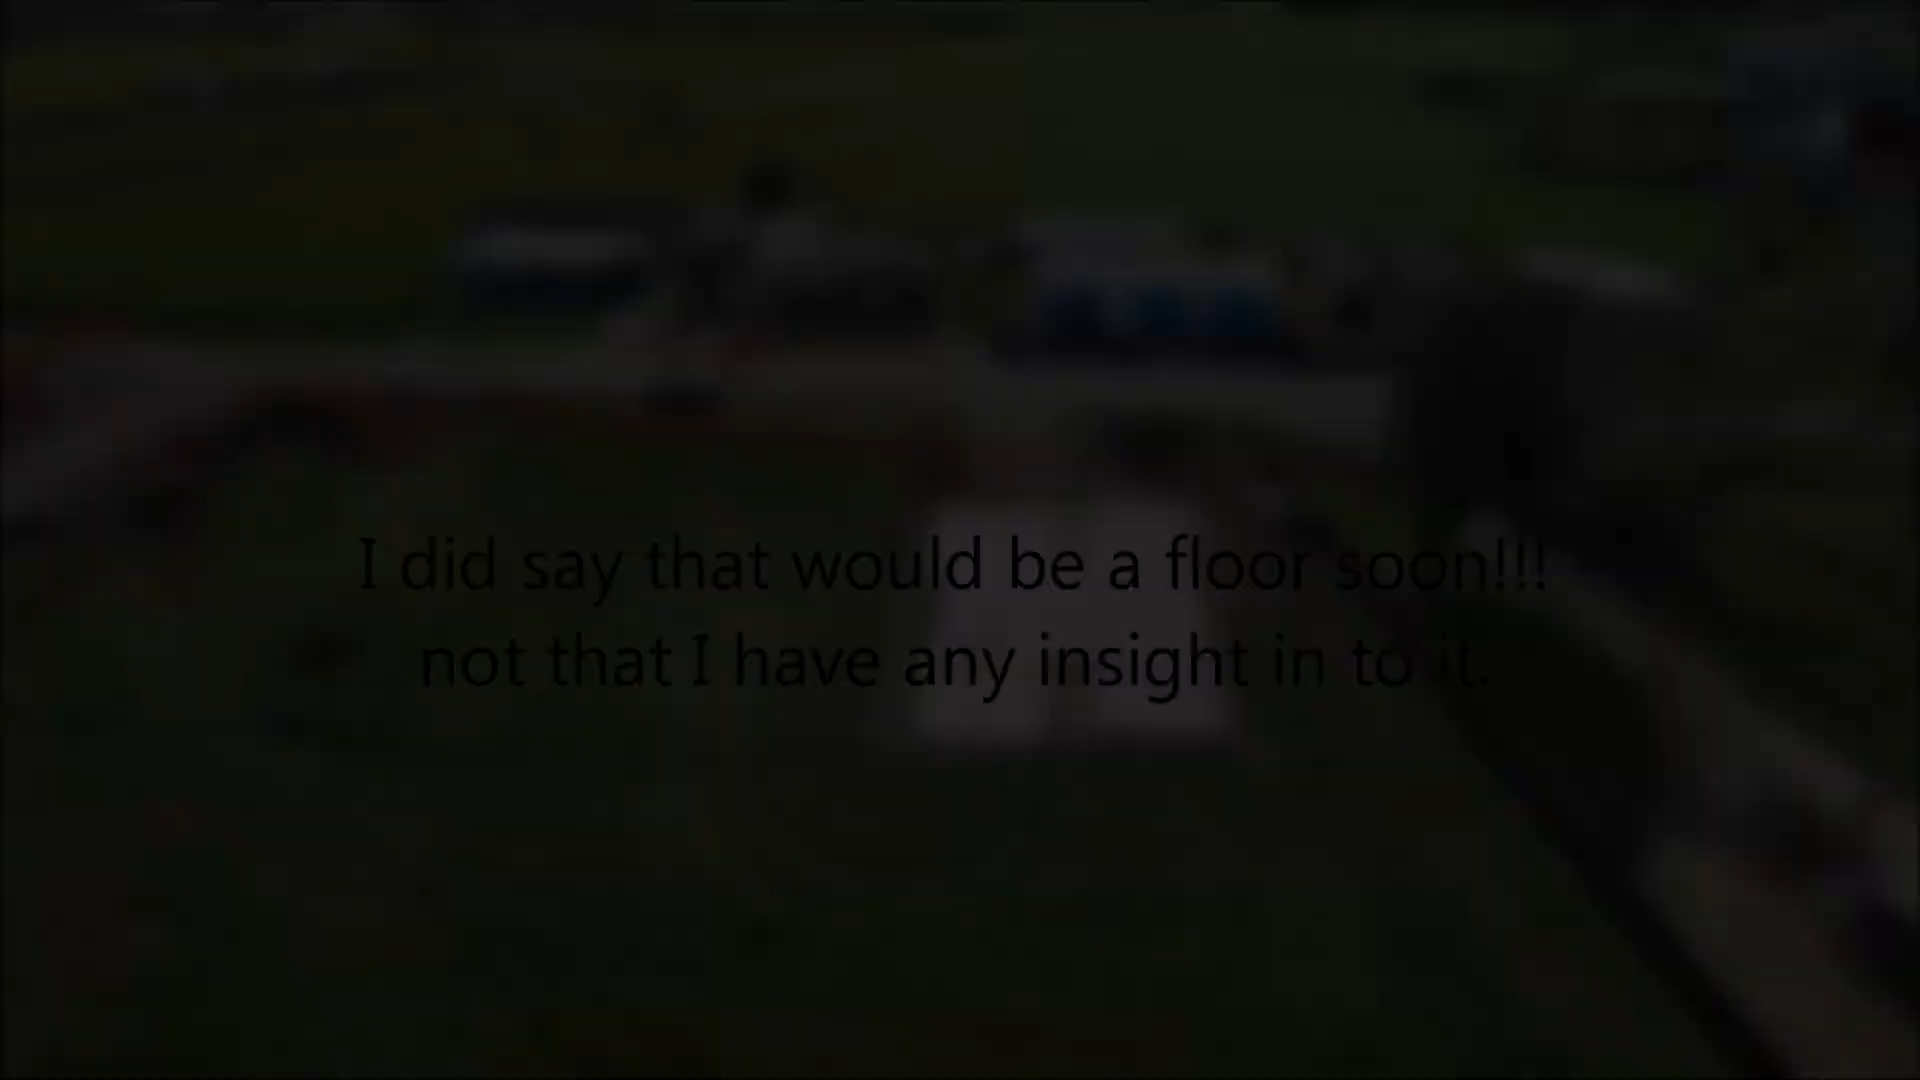 I did say that would be a floor soon!!!
not that I have any insight in to it.